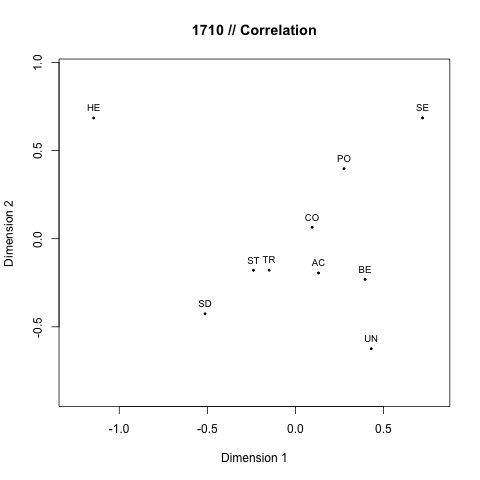 1710 // Correlation
1.0
HE
SE
0.5
PO
CO
Dimension 2
0.0
ST TR
AC
BE
SD
-0.5
UN
-1.0 -0.5 0.0 0.5
Dimension 1